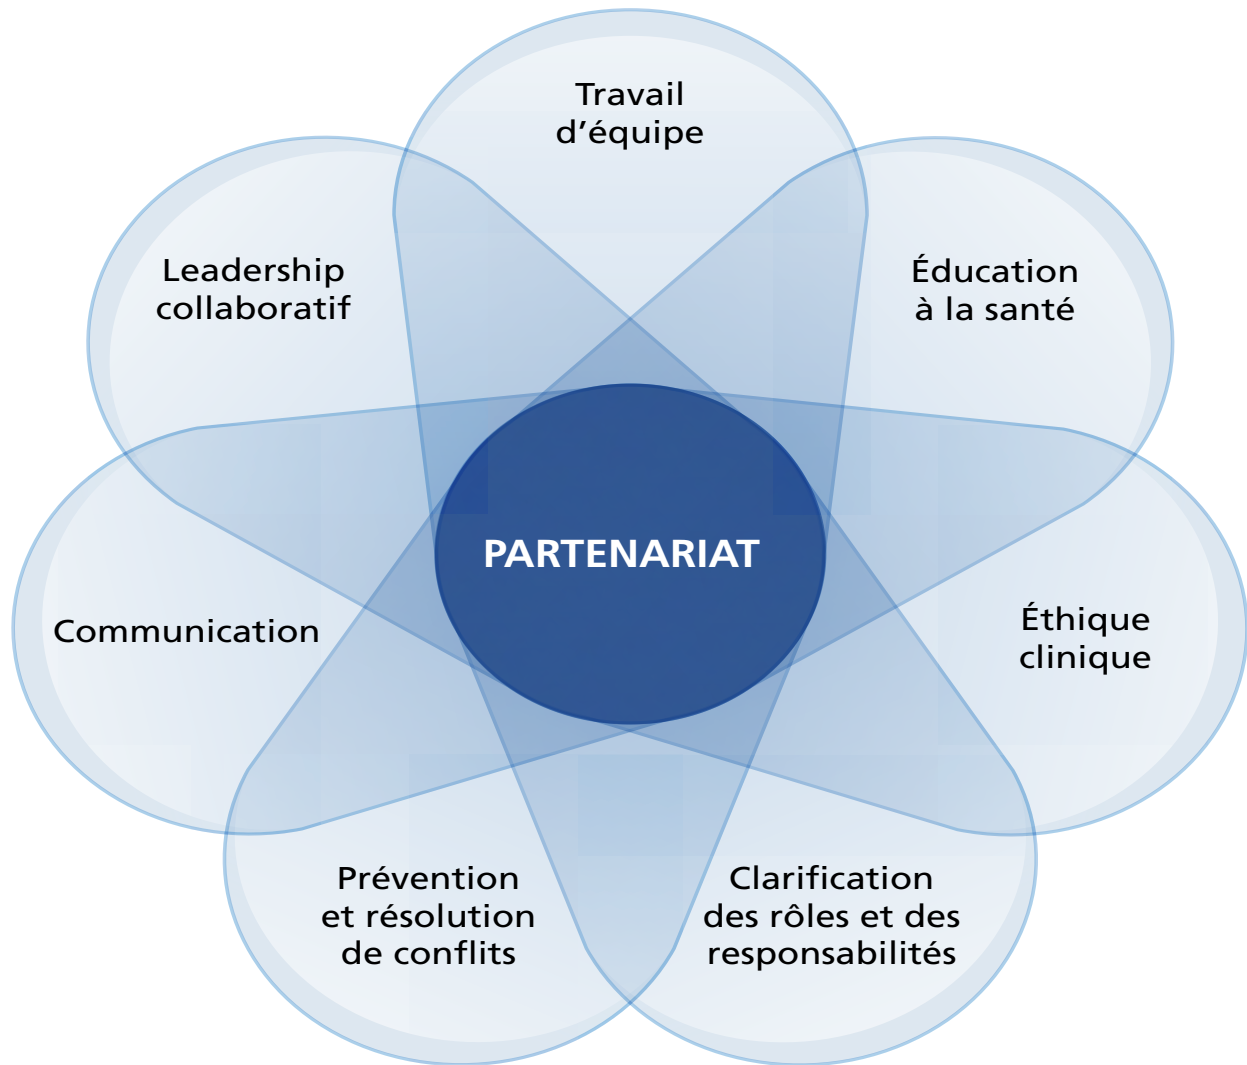 Travail
d'équipe
Leadership
collaboratif
Éducation
à la santé
PARTENARIAT
Communication
Éthique
clinique
Prévention
et résolution
de conflits
Clarification
des rôles et des
responsabilités